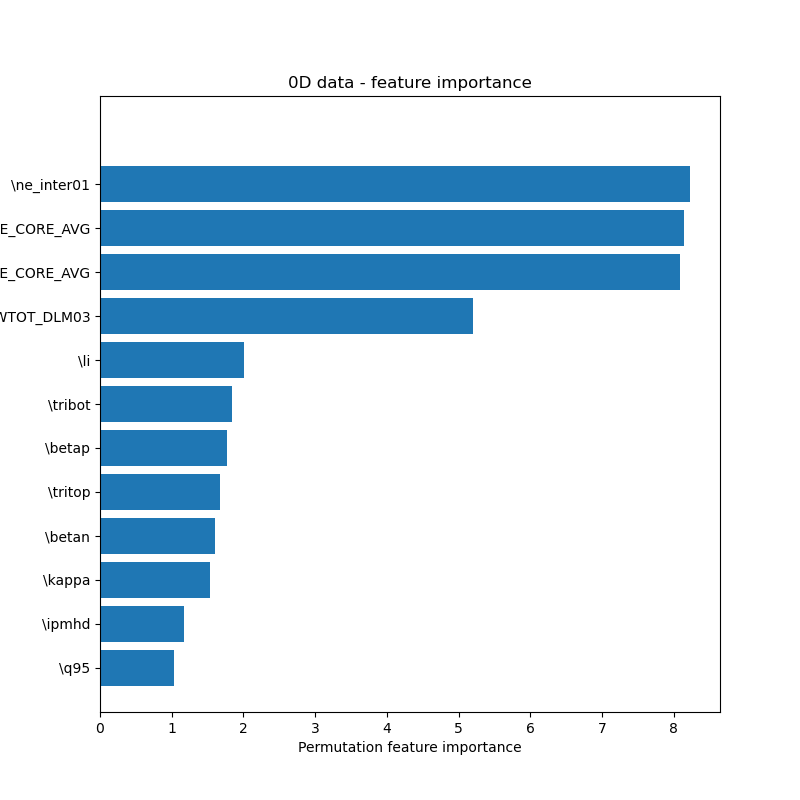 0D data - feature importance
\ne_inter01
E_CORE_AVG
E_CORE_AVG
WTOT_DLM03
\li
\tribot
\betap
\tritop
\betan
\kappa
\ipmhd
\q95
0 1 2 3 4 5 6 7 8
Permutation feature importance